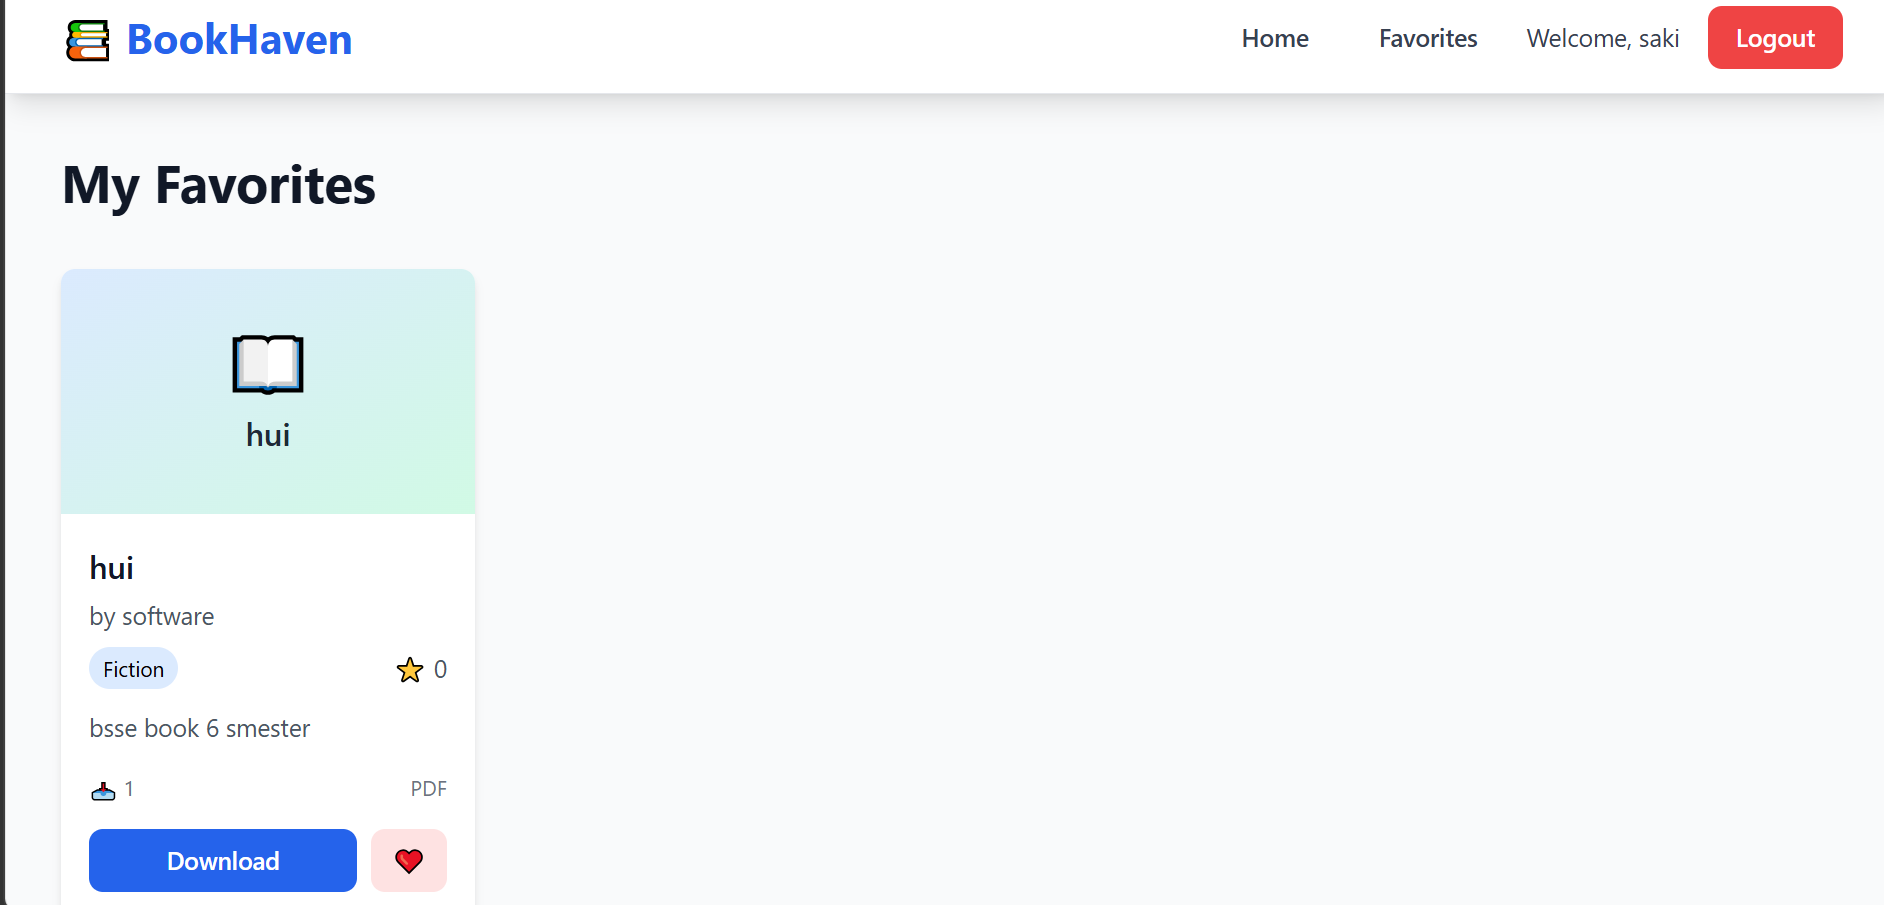 BookHaven
Home Favorites Welcome, saki Logout
My Favorites
hui
hui
by software
Fiction 0
bsse book 6 smester
1 PDF
Download